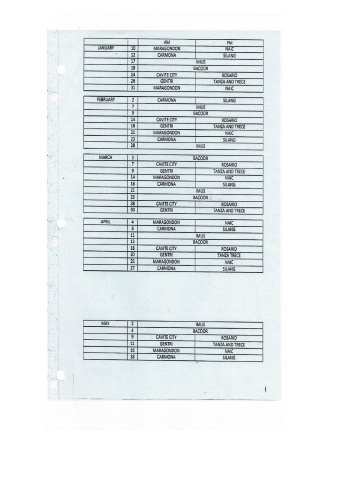 AM PM
JANUARY 10 MARAGONDON NAIC
12 CARMONA SILANG
17 IMUS
19 BACOOR
24 CAVITE CITY ROSARIO
26 GENTRI TANZA AND TRECE
31 MARAGONDON NAIC
FEBRUARY 2 CARMONA SILANG
7 IMUS
9 BACOOR
14 CAVITE CITY ROSARIO
16 GENTRI TANZA AND TRECE
21 MARAGONDON NAIC
23 CARMONA SILANG
28 IMUS
MARCH 2 BACOOR
7 CAVITE CITY ROSARIO
9 GENTRI TANZA AND TRECE
14 MARAGONDON NAIC
16 CARMONA SILANG
21 IMUS
23 BACOOR
28 CAVITE CITY ROSARIO
30 GENTRI TANZA AND TRECE
APRIL 4 MARAGONDON NAIC
6 CARMONA SILANG
11 IMUS
13 BACOOR
18 CAVITE CITY ROSARIO
20 GENTRI TANZA TRECE
25 MARAGONDON NAIC
27 CARMONA SILANG
MAY 2 IMUS
4 BACOOR
9 CAVITE CITY ROSARIO
11 GENTRI TANZA AND TRECE
16 MARAGONDON NAIC
18 CARMONA SILANG